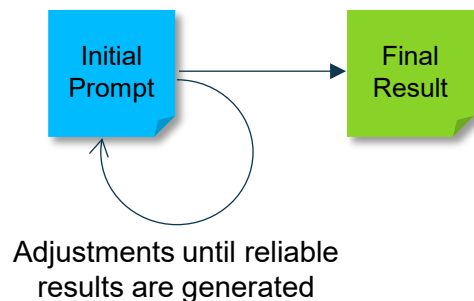 Initial
Prompt
Final
Result
Adjustments until reliable
results are generated